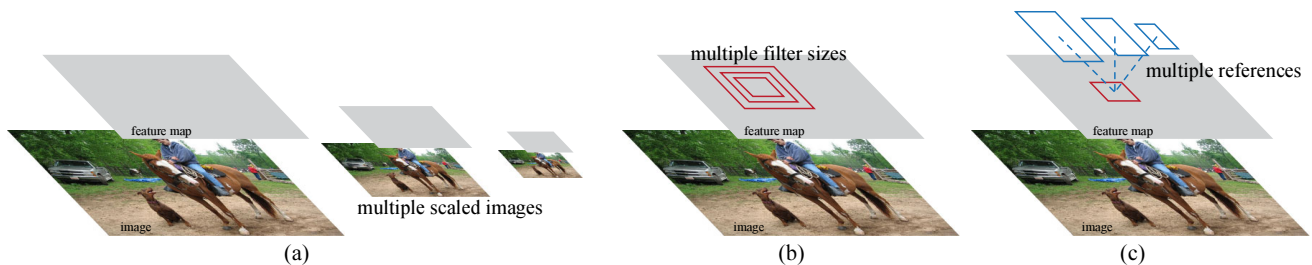 feature map
image
multiple scaled images
(a)
multiple filter sizes
feature map
image
(b)
multiple references
feature map
image
(c)